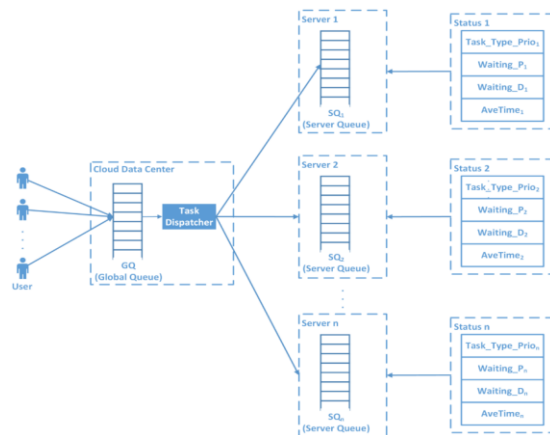 Server 1
SQ₁
(Server Queue)
Status 1
Task_Type_Prio₁
Waiting_P₁
Waiting_D₁
AveTime₁
User
Cloud Data Center
GQ
(Global Queue)
Task
Dispatcher
Server 2
SQ₂
(Server Queue)
Status 2
Task_Type_Prio₂
Waiting_P₂
Waiting_D₂
AveTime₂
Server n
SQₙ
(Server Queue)
Status n
Task_Type_Prioₙ
Waiting_Pₙ
Waiting_Dₙ
AveTimeₙ